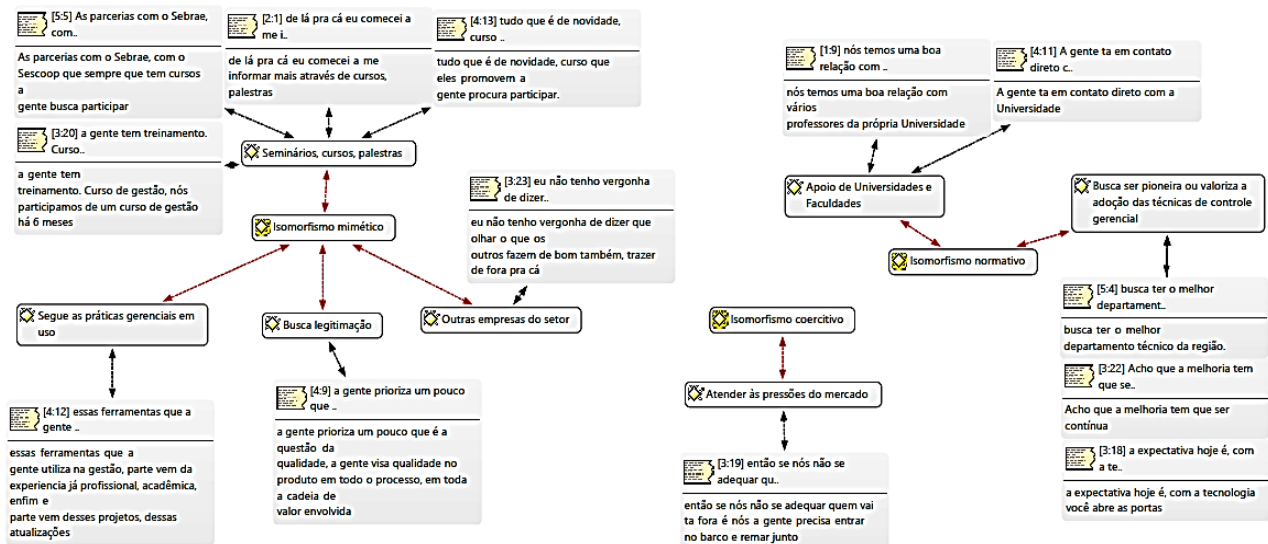 [5:5] As parcerias com o Sebrae,
com..
As parcerias com o Sebrae, com o
Sescoop que sempre que tem cursos
a
gente busca participar
[2:1] de lá pra cá eu comecei a
me i..
de lá pra cá eu comecei a me
informar mais através de cursos,
palestras
[4:13] tudo que é de novidade,
curso ..
tudo que é de novidade, curso que
eles promovem a
gente procura participar.
[3:20] a gente tem treinamento.
Curso..
a gente tem
treinamento. Curso de gestão, nós
participamos de um curso de gestão
há 6 meses
Seminários, cursos, palestras
Isomorfismo mimético
[3:23] eu não tenho vergonha
de dizer..
eu não tenho vergonha de dizer que
olhar o que os
outros fazem de bom também, trazer
de fora pra cá
Segue as práticas gerenciais em
uso
Busca legitimação
Outras empresas do setor
[4:12] essas ferramentas que a
gente ..
essas ferramentas que a
gente utiliza na gestão, parte vem da
experiencia já profissional, acadêmica,
enfim e
parte vem desses projetos, dessas
atualizações
[4:9] a gente prioriza um pouco
que ..
a gente prioriza um pouco que é a
questão da
qualidade, a gente visa qualidade no
produto em todo o processo, em toda
a cadeia de
valor envolvida
[1:9] nós temos uma boa
relação com ..
nós temos uma boa relação com
vários
professores da própria Universidade
[4:11] A gente ta em contato
direto c..
A gente ta em contato direto com a
Universidade
Apoio de Universidades e
Faculdades
Busca ser pioneira ou valoriza a
adoção das técnicas de controle
gerencial
Isomorfismo normativo
[5:4] busca ter o melhor
department..
busca ter o melhor
departamento técnico da região.
[3:22] Acho que a melhoria tem
que se..
Acho que a melhoria tem que ser
contínua
[3:18] a expectativa hoje é, com
a te..
a expectativa hoje é, com a tecnologia
você abre as portas
Isomorfismo coercitivo
Atender às pressões do mercado
[3:19] então se nós não se
adequar qu..
então se nós não se adequar quem vai
ta fora é nós a gente precisa entrar
no barco e remar junto